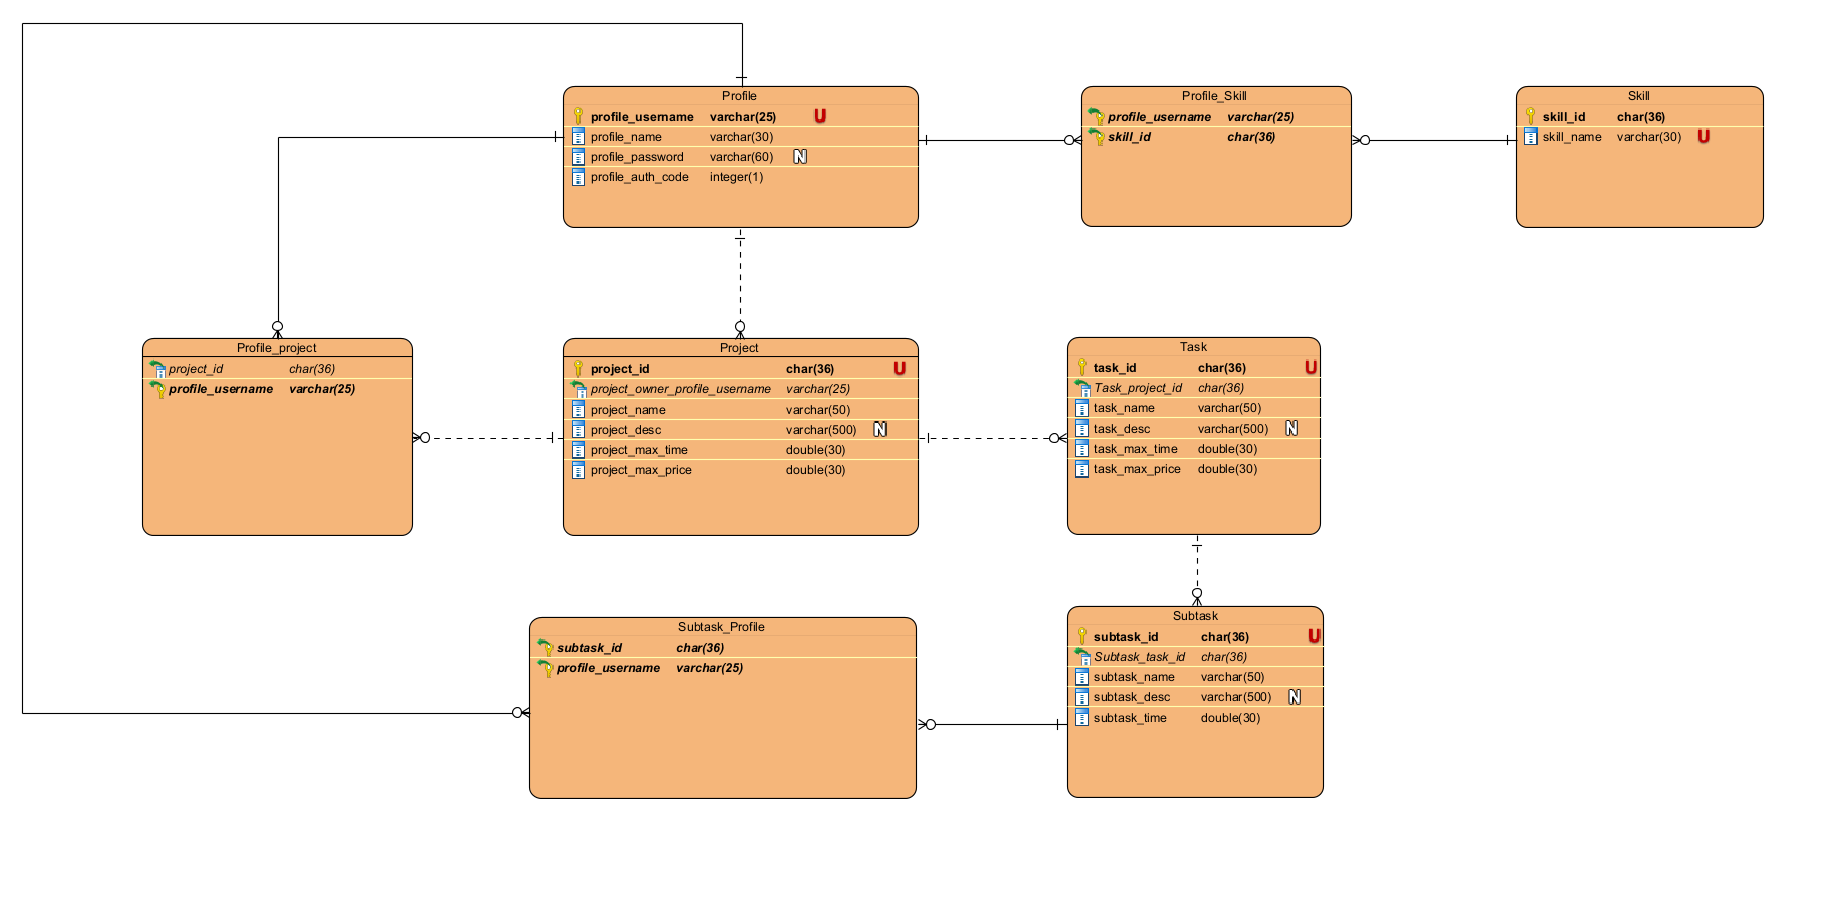 Profile
profile_username varchar(25) U
profile_name varchar(30)
profile_password varchar(60) N
profile_auth_code integer(1)
Profile_Skill
profile_username varchar(25)
skill_id char(36)
Skill
skill_id char(36)
skill_name varchar(30) U
Profile_project
project_id char(36)
profile_username varchar(25)
Project
project_id char(36) U
project_owner_profile_username varchar(25)
project_name varchar(50)
project_desc varchar(500) N
project_max_time double(30)
project_max_price double(30)
Task
task_id char(36) U
Task_project_id char(36)
task_name varchar(50)
task_desc varchar(500) N
task_max_time double(30)
task_max_price double(30)
Subtask_Profile
subtask_id char(36)
profile_username varchar(25)
Subtask
subtask_id char(36) U
Subtask_task_id char(36)
subtask_name varchar(50)
subtask_desc varchar(500) N
subtask_time double(30)